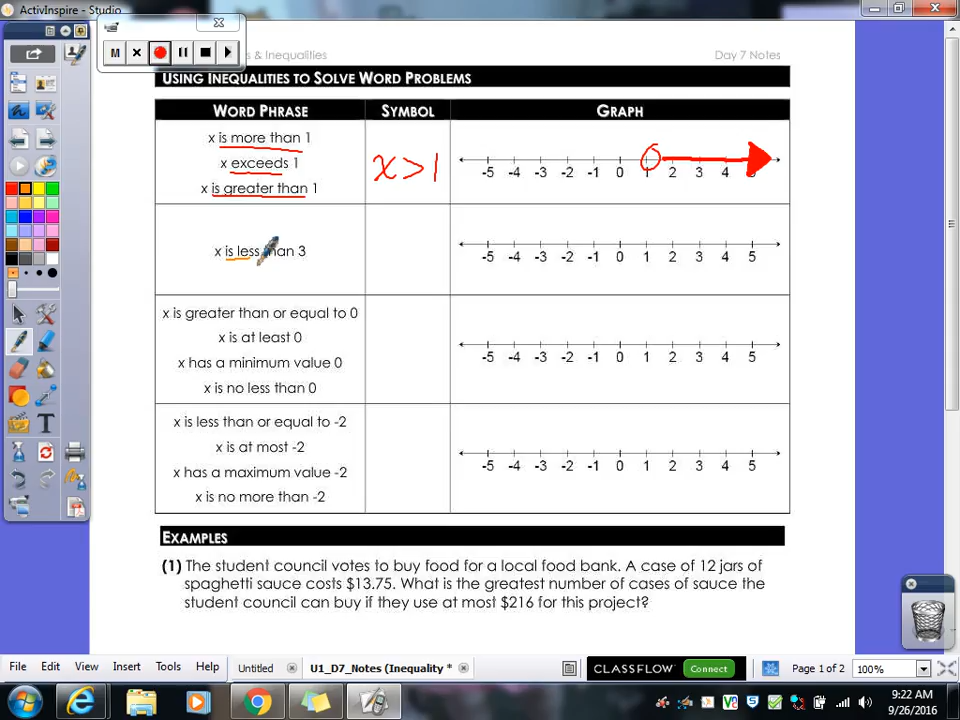 ActivInspire - Studio
M
s & Inequalities
Day 7 Notes
USING INEQUALITIES TO SOLVE WORD PROBLEMS
WORD PHRASE SYMBOL GRAPH
x is more than 1
x exceeds 1
x is greater than 1
x > 1
-5 -4 -3 -2 -1 0 1 2 3 4
x is less than 3
-5 -4 -3 -2 -1 0 1 2 3 4 5
x is greater than or equal to 0
x is at least 0
x has a minimum value 0
x is no less than 0
-5 -4 -3 -2 -1 0 1 2 3 4 5
x is less than or equal to -2
x is at most -2
x has a maximum value -2
x is no more than -2
-5 -4 -3 -2 -1 0 1 2 3 4 5
EXAMPLES
(1) The student council votes to buy food for a local food bank. A case of 12 jars of
spaghetti sauce costs $13.75. What is the greatest number of cases of sauce the
student council can buy if they use at most $216 for this project?
File Edit View Insert Tools Help
Untitled
U1_D7_Notes (Inequality *
CLASSFLOW Connect
Page 1 of 2
100%
9:22 AM
9/26/2016